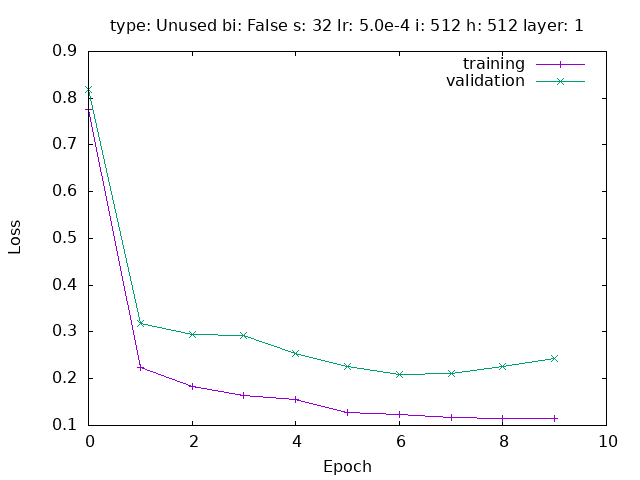 type: Unused bi: False s: 32 lr: 5.0e-4 i: 512 h: 512 layer: 1
training
validation
0.9
0.8
0.7
0.6
0.5
0.4
0.3
0.2
0.1
Loss
0 2 4 6 8 10
Epoch